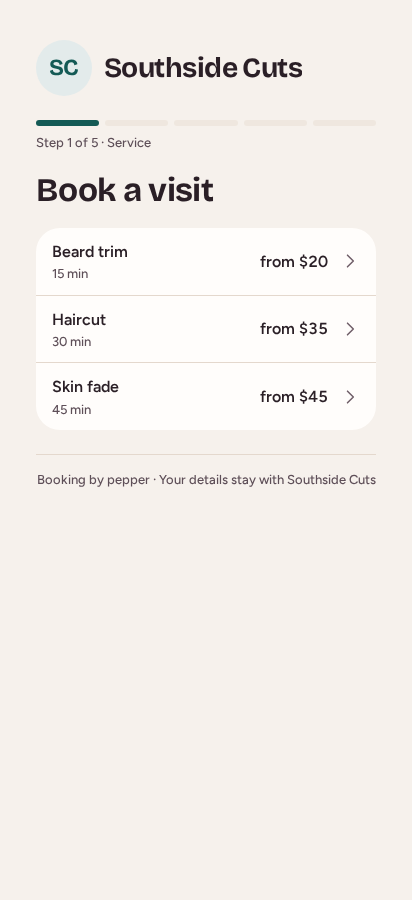 SC
Southside Cuts
Step 1 of 5 · Service
Book a visit
Beard trim
15 min
from $20
Haircut
30 min
from $35
Skin fade
45 min
from $45
Booking by pepper · Your details stay with Southside Cuts